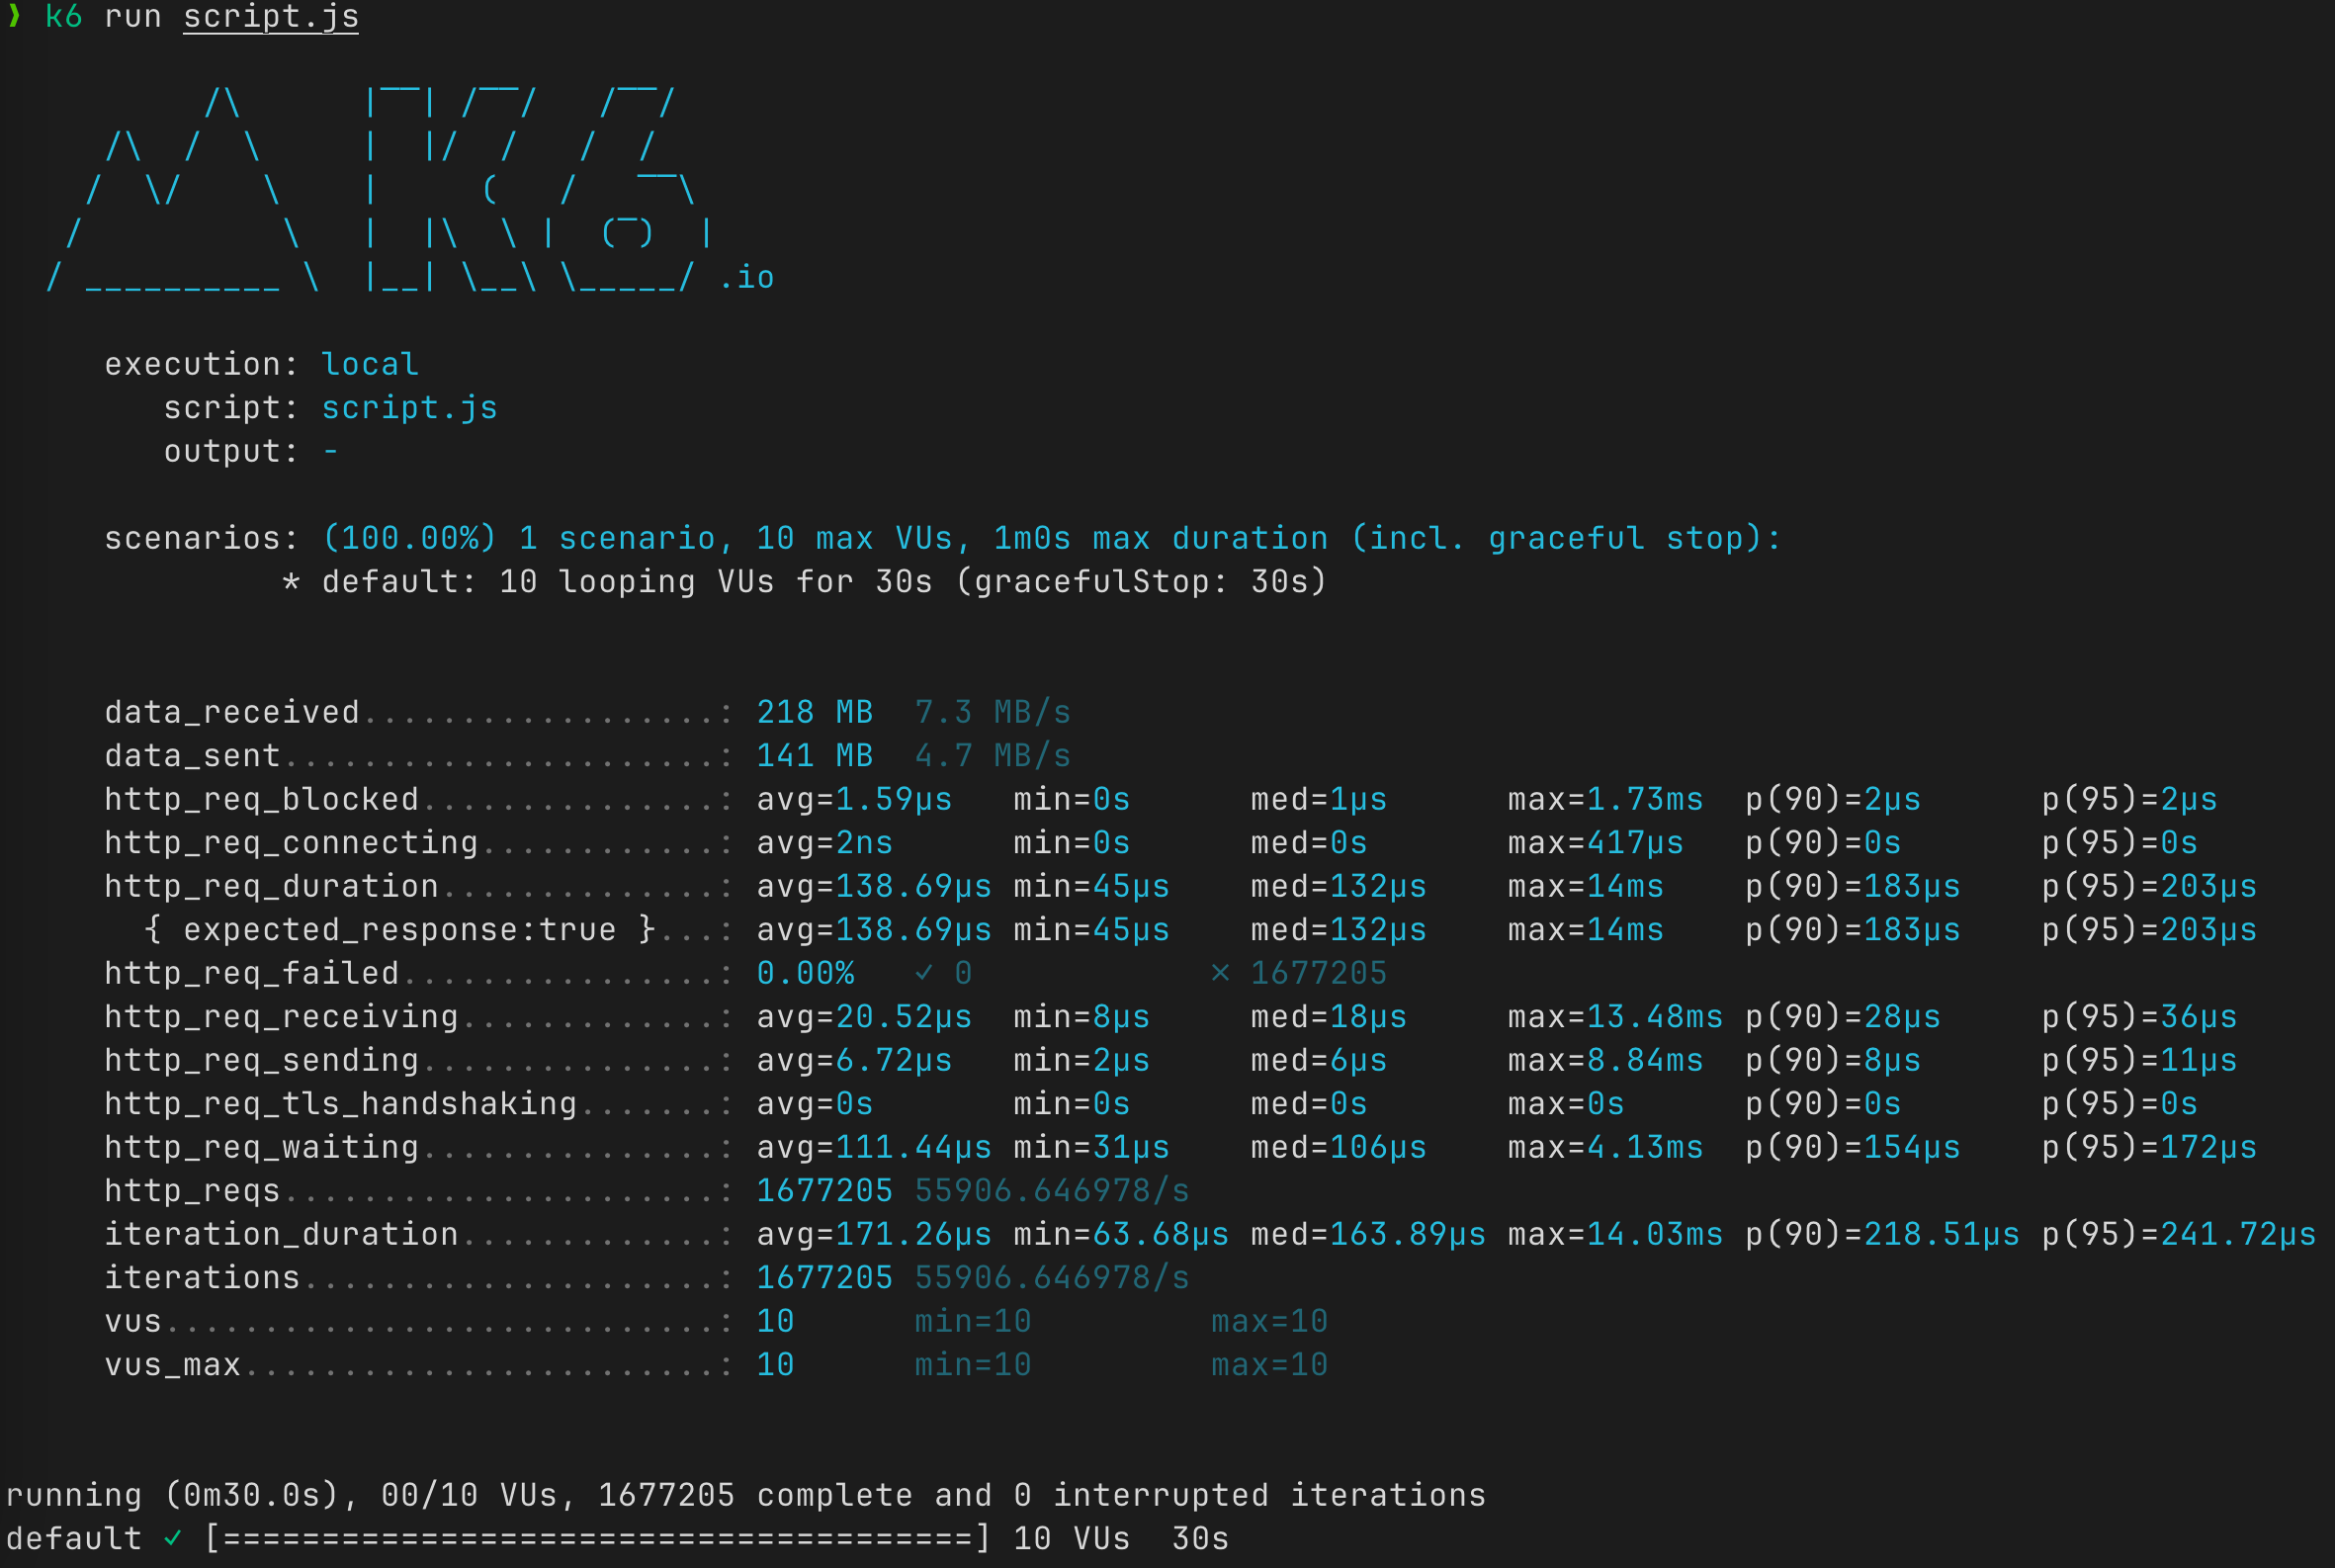 ❯ k6 run script.js
          /\      |‾‾| /‾‾/   /‾‾/
     /\  /  \     |  |/  /   /  /
    /  \/    \    |     (   /   ‾‾\
   /          \   |  |\  \ |  (‾)  |
  / __________ \  |__| \__\ \_____/ .io
execution: local
script: script.js
output: -
scenarios: (100.00%) 1 scenario, 10 max VUs, 1m0s max duration (incl. graceful stop):
* default: 10 looping VUs for 30s (gracefulStop: 30s)
data_received..................: 218 MB 7.3 MB/s
data_sent......................: 141 MB 4.7 MB/s
http_req_blocked...............: avg=1.59µs min=0s med=1µs max=1.73ms p(90)=2µs p(95)=2µs
http_req_connecting............: avg=2ns min=0s med=0s max=417µs p(90)=0s p(95)=0s
http_req_duration..............: avg=138.69µs min=45µs med=132µs max=14ms p(90)=183µs p(95)=203µs
{ expected_response:true }...: avg=138.69µs min=45µs med=132µs max=14ms p(90)=183µs p(95)=203µs
http_req_failed................: 0.00% ✓ 0 ✗ 1677205
http_req_receiving.............: avg=20.52µs min=8µs med=18µs max=13.48ms p(90)=28µs p(95)=36µs
http_req_sending...............: avg=6.72µs min=2µs med=6µs max=8.84ms p(90)=8µs p(95)=11µs
http_req_tls_handshaking.......: avg=0s min=0s med=0s max=0s p(90)=0s p(95)=0s
http_req_waiting...............: avg=111.44µs min=31µs med=106µs max=4.13ms p(90)=154µs p(95)=172µs
http_reqs......................: 1677205 55906.646978/s
iteration_duration.............: avg=171.26µs min=63.68µs med=163.89µs max=14.03ms p(90)=218.51µs p(95)=241.72µs
iterations.....................: 1677205 55906.646978/s
vus............................: 10 min=10 max=10
vus_max........................: 10 min=10 max=10
running (0m30.0s), 00/10 VUs, 1677205 complete and 0 interrupted iterations
default ✓ [======================================] 10 VUs 30s